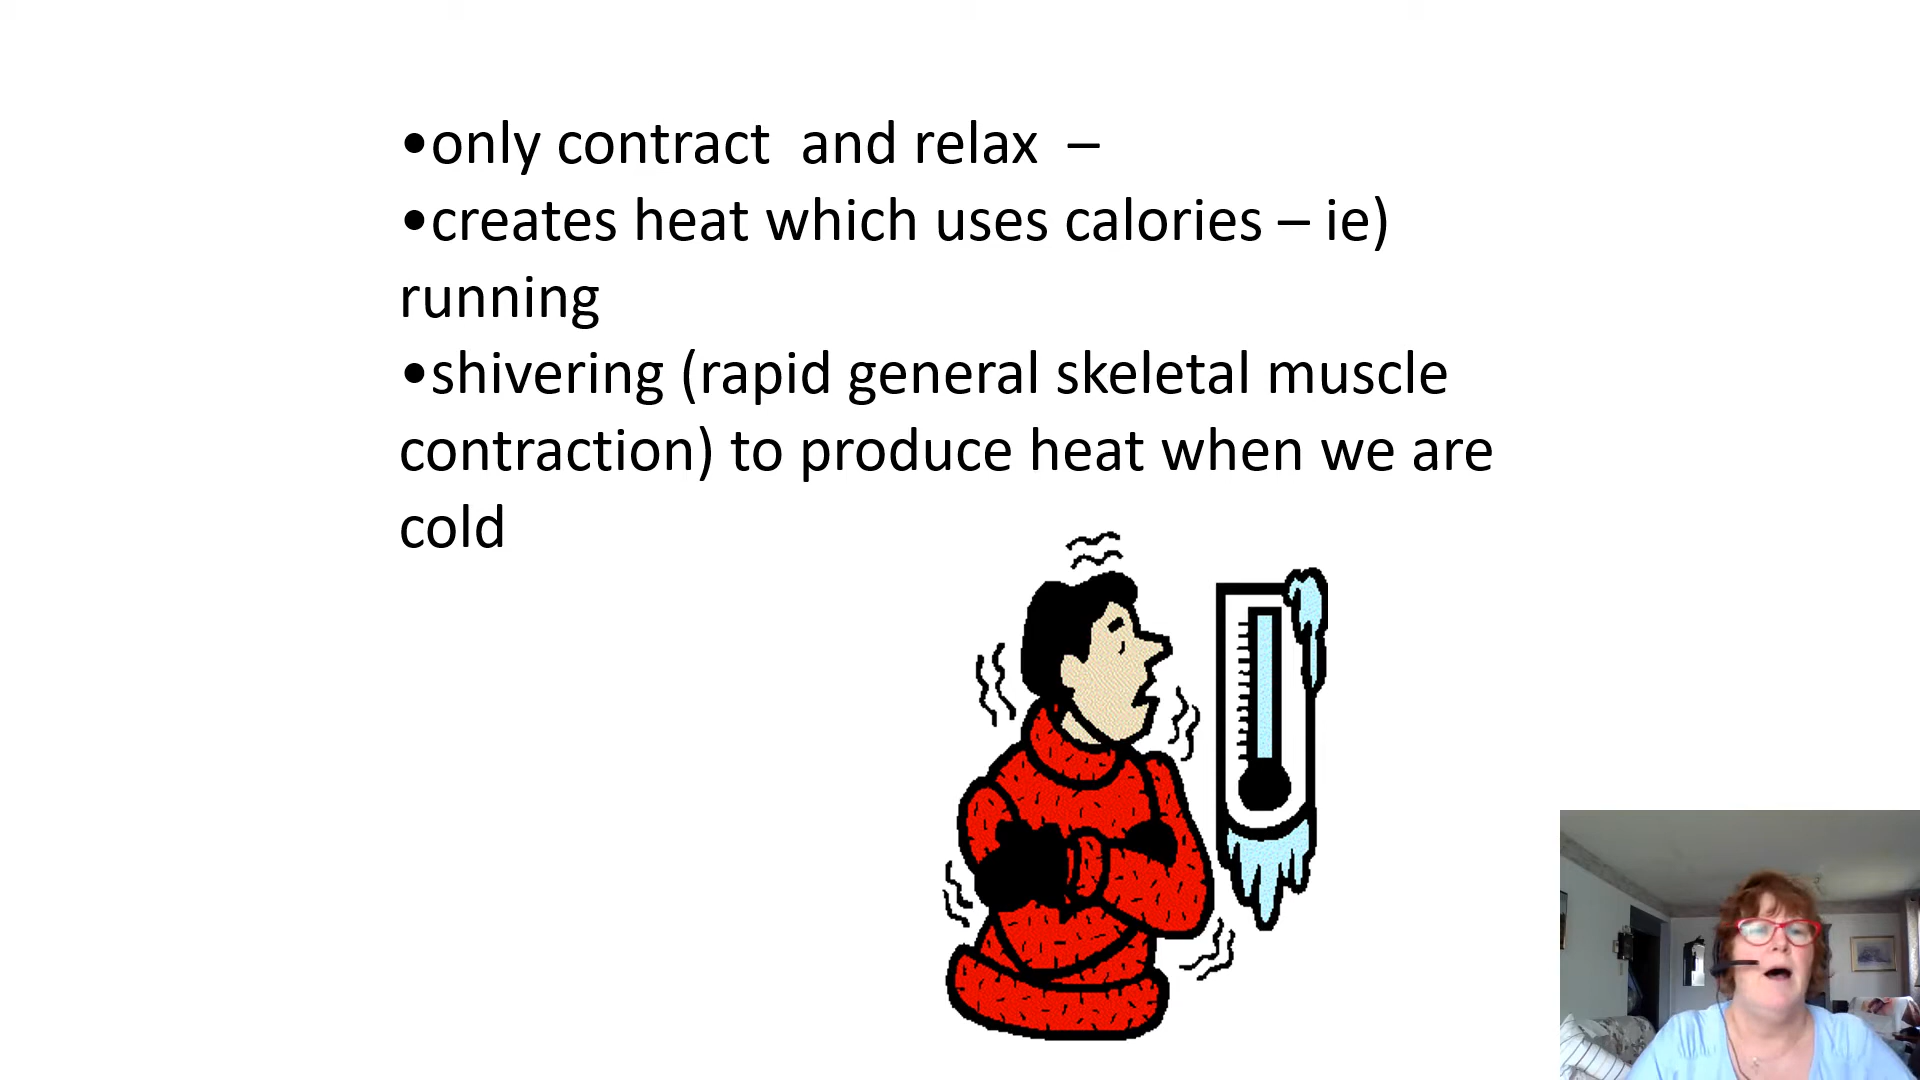 •only contract  and relax  –
•creates heat which uses calories – ie)
running
•shivering (rapid general skeletal muscle
contraction) to produce heat when we are
cold